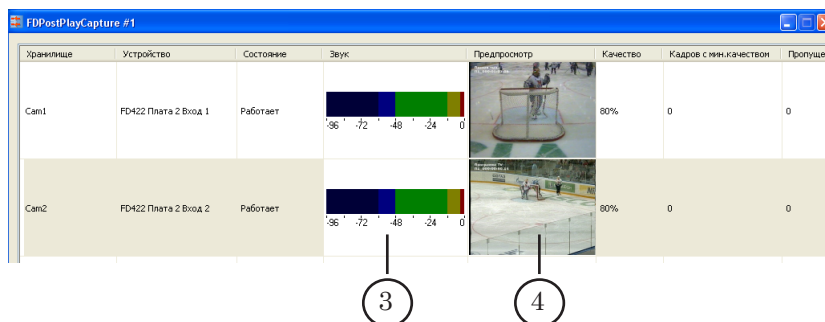 FDPostPlayCapture #1
Хранилище Устройство Состояние Звук Предпросмотр Качество Кадров с мин.качеством Пропуще
Cam1 FD422 Плата 2 Вход 1 Работает -96 -72 -48 -24 0 80% 0 0
Cam2 FD422 Плата 2 Вход 2 Работает -96 -72 -48 -24 0 80% 0 0
3 4